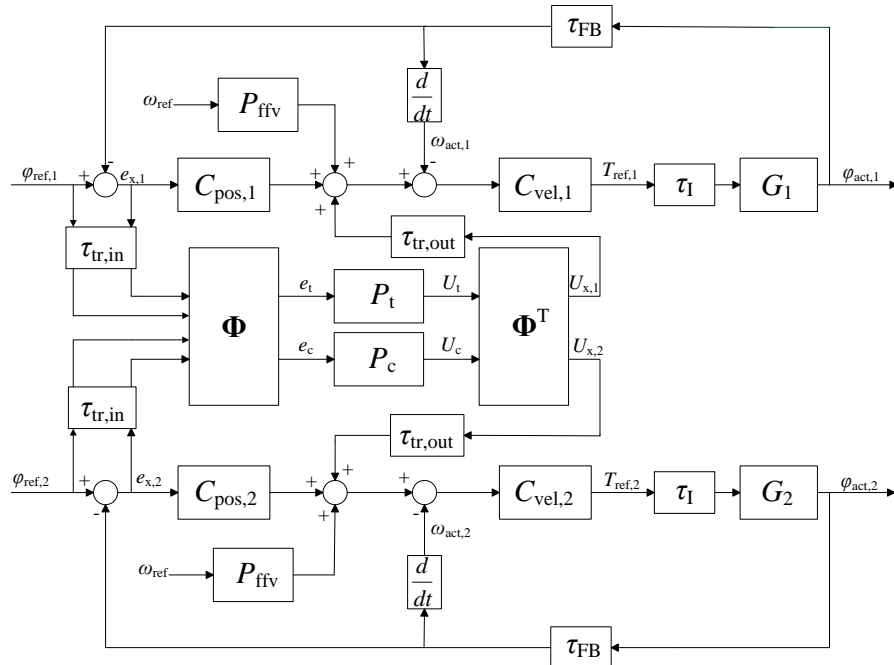 τFB
d
dt
ωref
Pffv
ωact,1
φref,1
+
-
ex,1
Cpos,1
+
+
+
+
-
Cvel,1
Tref,1
τI
G1
φact,1
τtr,in
τtr,out
Φ
et
Pt
Ut
ΦT
Ux,1
ec
Pc
Uc
Ux,2
τtr,in
τtr,out
φref,2
+
-
ex,2
Cpos,2
+
+
+
+
-
Cvel,2
Tref,2
τI
G2
φact,2
ωact,2
ωref
Pffv
d
dt
τFB